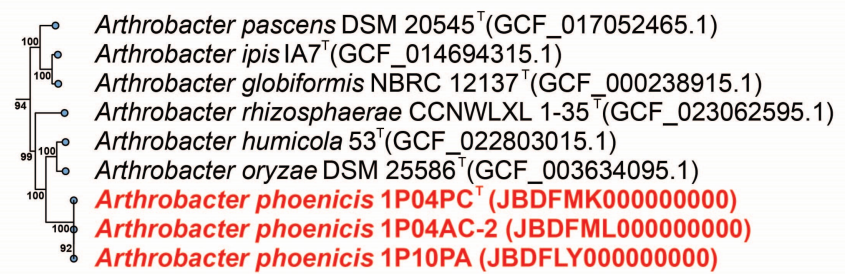 100
Arthrobacter pascens DSM 20545ᵀ(GCF_017052465.1)
Arthrobacter ipis IA7ᵀ(GCF_014694315.1)
100
Arthrobacter globiformis NBRC 12137ᵀ(GCF_000238915.1)
94
Arthrobacter rhizosphaerae CCNWLXL 1-35ᵀ(GCF_023062595.1)
Arthrobacter humicola 53ᵀ(GCF_022803015.1)
99
100
Arthrobacter oryzae DSM 25586ᵀ(GCF_003634095.1)
100
Arthrobacter phoenicis 1P04PCᵀ (JBDFMK000000000)
100
Arthrobacter phoenicis 1P04AC-2 (JBDFML000000000)
92
Arthrobacter phoenicis 1P10PA (JBDFLY000000000)